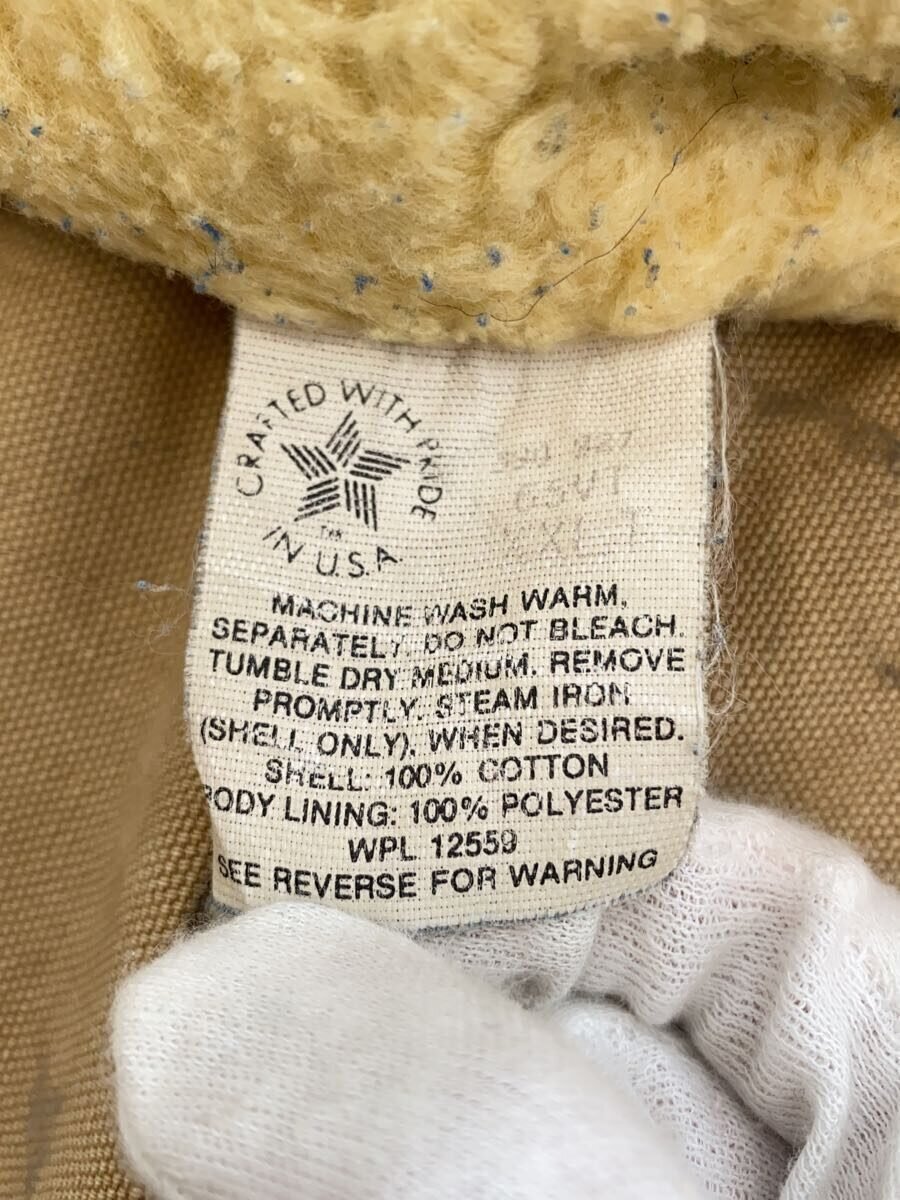 CRAFTED WITH PRIDE
IN U.S.A
MACHINE WASH WARM,
SEPARATELY. DO NOT BLEACH.
TUMBLE DRY MEDIUM. REMOVE
PROMPTLY. STEAM IRON
(SHELL ONLY). WHEN DESIRED.
SHELL: 100% COTTON
BODY LINING: 100% POLYESTER
WPL 12559
SEE REVERSE FOR WARNING